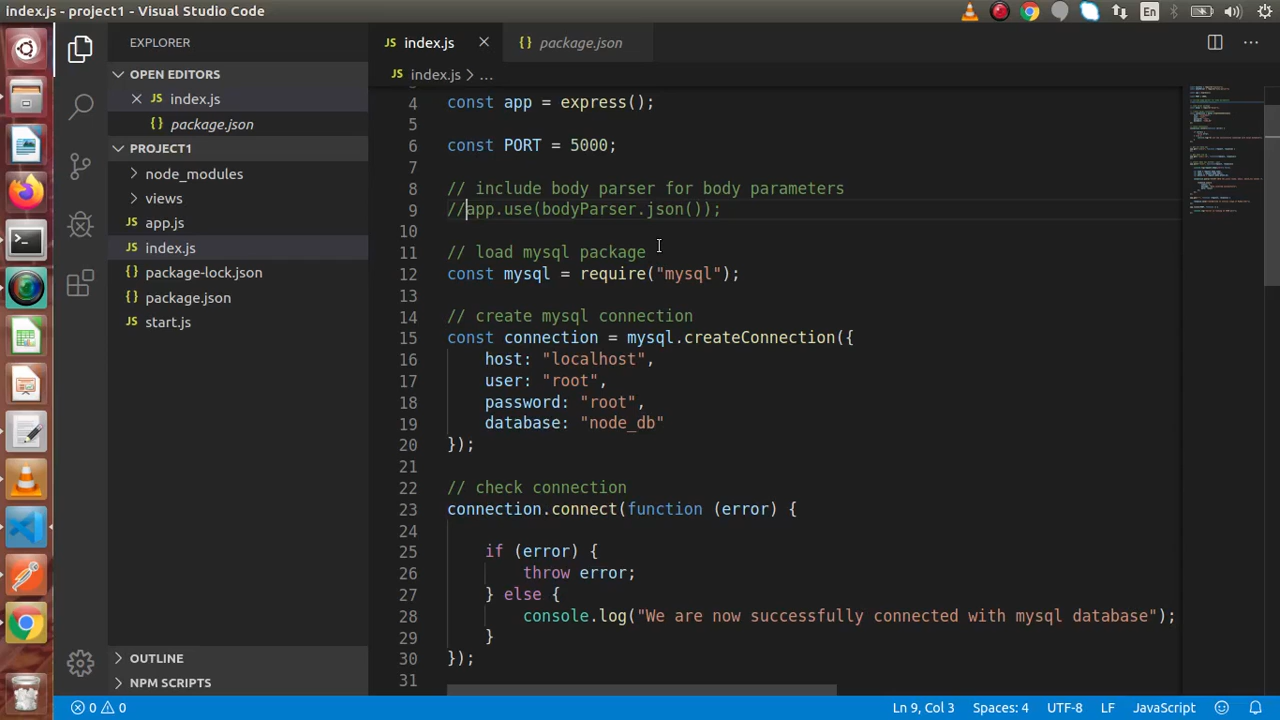 index.js - project1 - Visual Studio Code
En
EXPLORER
OPEN EDITORS
JS index.js
{} package.json
PROJECT1
node_modules
views
JS app.js
JS index.js
{} package-lock.json
{} package.json
JS start.js
OUTLINE
NPM SCRIPTS
JS index.js
{} package.json
JS index.js › ...
4 const app = express();
5
6 const PORT = 5000;
7
8 // include body parser for body parameters
9 //app.use(bodyParser.json());
10
11 // load mysql package
12 const mysql = require("mysql");
13
14 // create mysql connection
15 const connection = mysql.createConnection({
16 host: "localhost",
17 user: "root",
18 password: "root",
19 database: "node_db"
20 });
21
22 // check connection
23 connection.connect(function (error) {
24
25 if (error) {
26 throw error;
27 } else {
28 console.log("We are now successfully connected with mysql database");
29 }
30 });
31
0 0
Ln 9, Col 3
Spaces: 4
UTF-8
LF
JavaScript